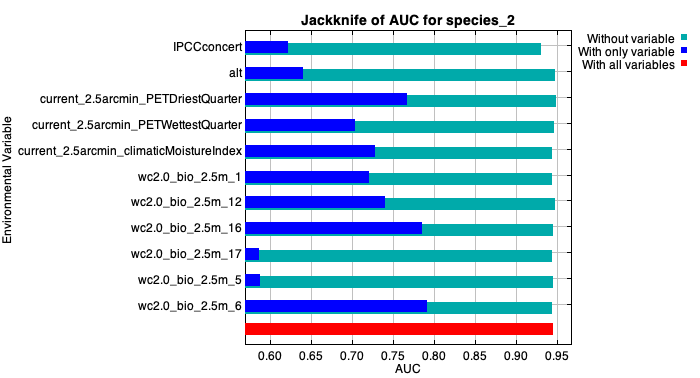 Jackknife of AUC for species_2
Without variable
With only variable
With all variables
Environmental Variable
IPCCconcert
alt
current_2.5arcmin_PETDriestQuarter
current_2.5arcmin_PETWettestQuarter
current_2.5arcmin_climaticMoistureIndex
wc2.0_bio_2.5m_1
wc2.0_bio_2.5m_12
wc2.0_bio_2.5m_16
wc2.0_bio_2.5m_17
wc2.0_bio_2.5m_5
wc2.0_bio_2.5m_6
0.60 0.65 0.70 0.75 0.80 0.85 0.90 0.95
AUC